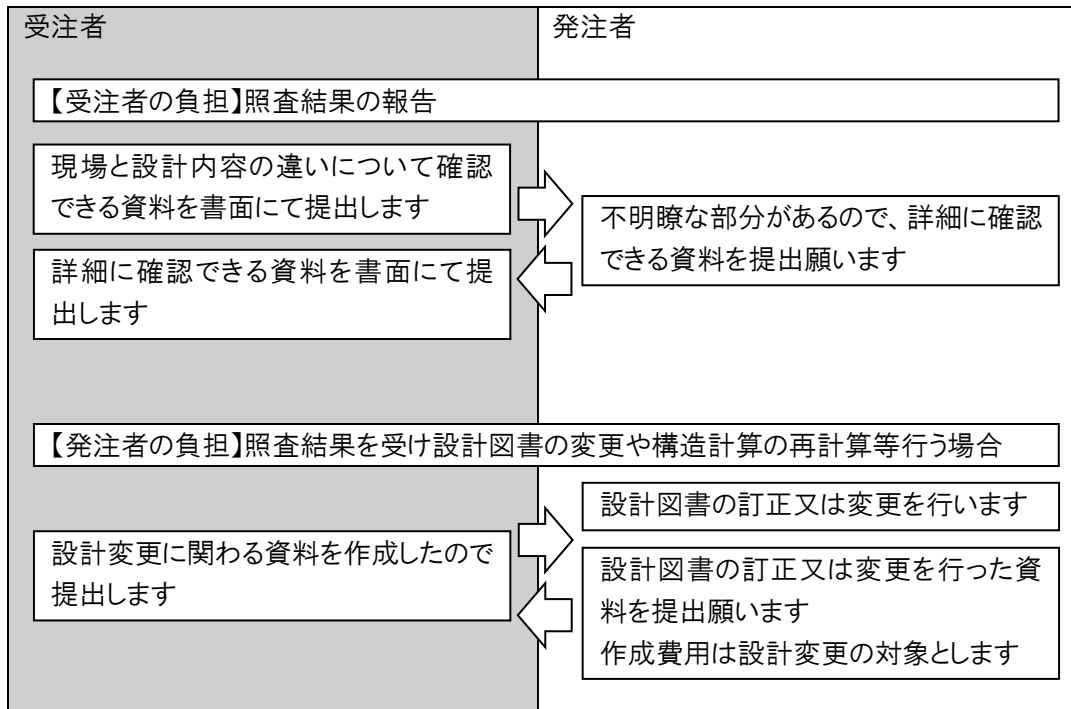 受注者
発注者
【受注者の負担】照査結果の報告
現場と設計内容の違いについて確認
できる資料を書面にて提出します
不明瞭な部分があるので、詳細に確認
できる資料を提出願います
詳細に確認できる資料を書面にて提
出します
【発注者の負担】照査結果を受け設計図書の変更や構造計算の再計算等行う場合
設計図書の訂正又は変更を行います
設計変更に関わる資料を作成したので
提出します
設計図書の訂正又は変更を行った資
料を提出願います
作成費用は設計変更の対象とします